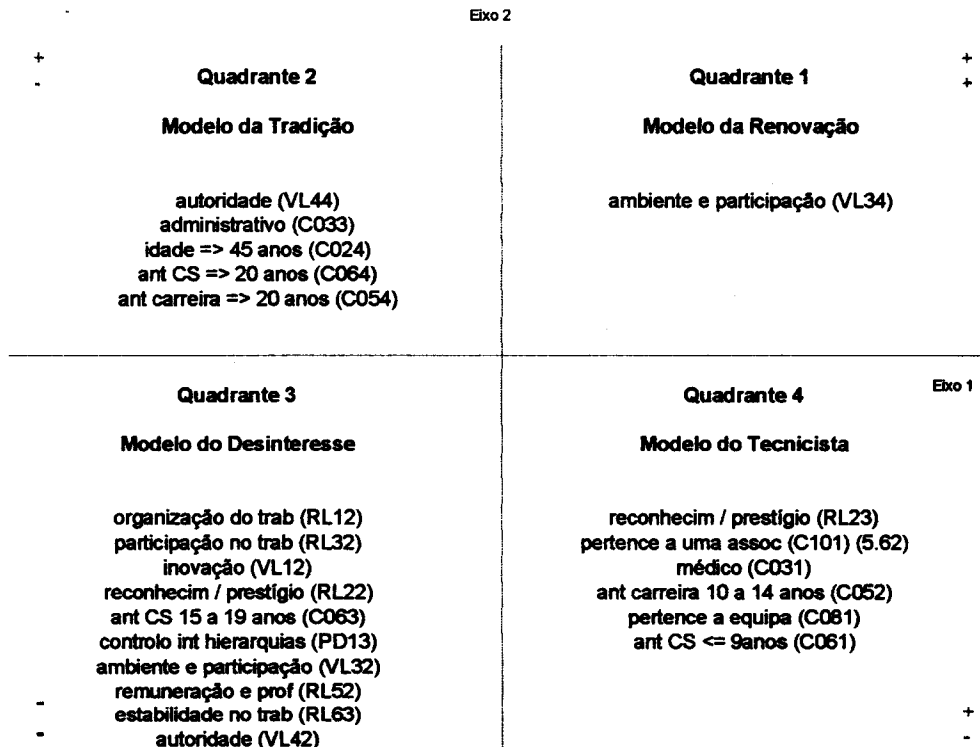 Eixo 2
+
-
Quadrante 2
Modelo da Tradição
autoridade (VL44)
administrativo (C033)
idade => 45 anos (C024)
ant CS => 20 anos (C064)
ant carreira => 20 anos (C054)
+
+
Quadrante 1
Modelo da Renovação
ambiente e participação (VL34)
Eixo 1
Quadrante 3
Modelo do Desinteresse
organização do trab (RL12)
participação no trab (RL32)
inovação (VL12)
reconhecim / prestígio (RL22)
ant CS 15 a 19 anos (C063)
controlo int hierarquias (PD13)
ambiente e participação (VL32)
remuneração e prof (RL52)
estabilidade no trab (RL63)
autoridade (VL42)
-
-
Quadrante 4
Modelo do Tecnicista
reconhecim / prestígio (RL23)
pertence a uma assoc (C101) (5.62)
médico (C031)
ant carreira 10 a 14 anos (C052)
pertence a equipa (C081)
ant CS <= 9anos (C061)
+
-